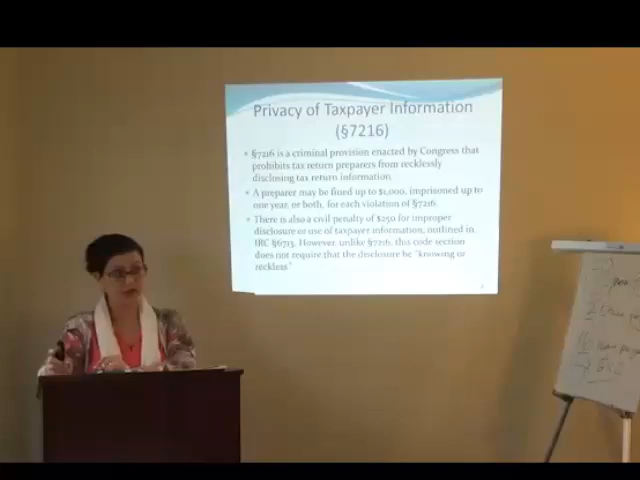 Privacy of Taxpayer Information
(§7216)
• §7216 is a criminal provision enacted by Congress that
prohibits tax return preparers from recklessly
disclosing tax return information.
• A preparer may be fined up to $1,000, imprisoned up to
one year, or both, for each violation of §7216.
• There is also a civil penalty of $250 for improper
disclosure or use of taxpayer information, outlined in
IRC §6713. However, unlike §7216, this code section
does not require that the disclosure be "knowing or
reckless"